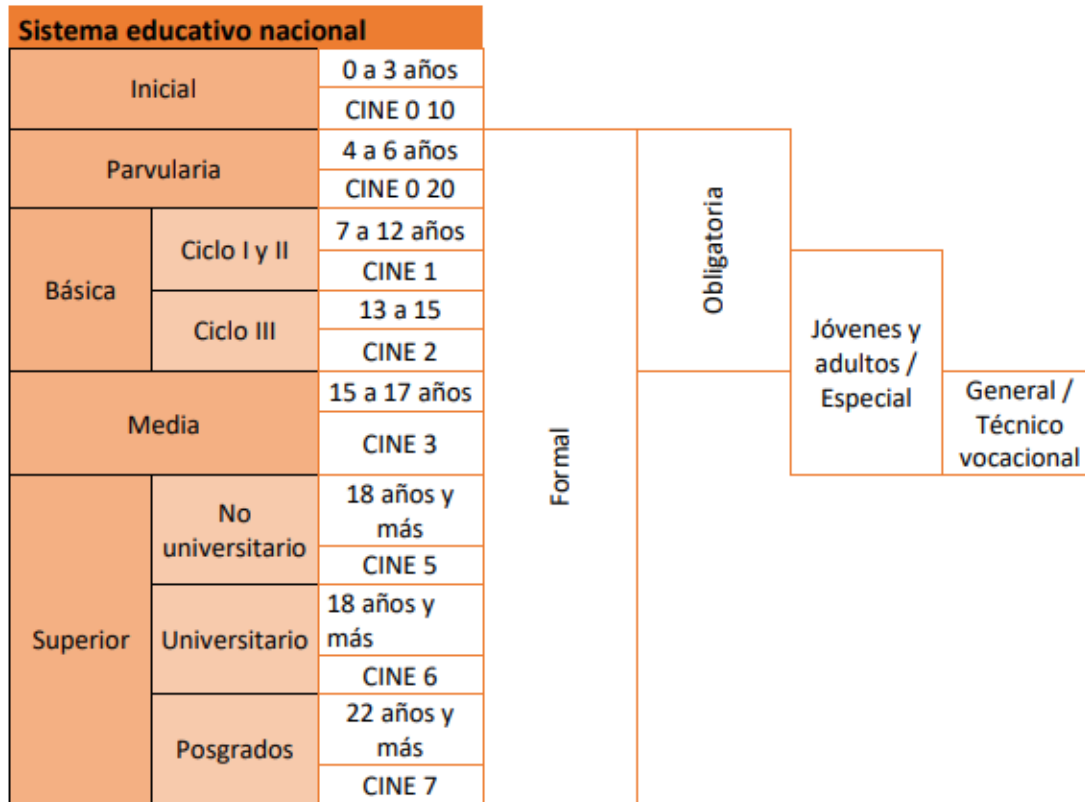 Sistema educativo nacional
Inicial
0 a 3 años
CINE 0 10
Parvularia
4 a 6 años
CINE 0 20
Básica
Ciclo I y II
7 a 12 años
CINE 1
Ciclo III
13 a 15
CINE 2
Media
15 a 17 años
CINE 3
Superior
No
universitario
18 años y
más
CINE 5
Universitario
18 años y
más
CINE 6
Posgrados
22 años y
más
CINE 7
Formal
Obligatoria
Jóvenes y
adultos /
Especial
General /
Técnico
vocacional